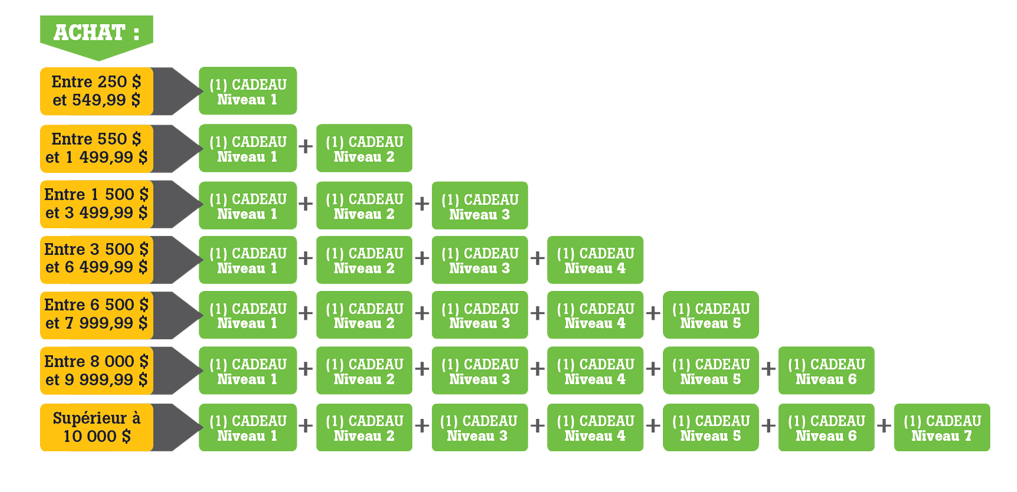 ACHAT :
Entre 250 $
et 549,99 $
(1) CADEAU
Niveau 1
Entre 550 $
et 1 499,99 $
(1) CADEAU
Niveau 1
+
(1) CADEAU
Niveau 2
Entre 1 500 $
et 3 499,99 $
(1) CADEAU
Niveau 1
+
(1) CADEAU
Niveau 2
+
(1) CADEAU
Niveau 3
Entre 3 500 $
et 6 499,99 $
(1) CADEAU
Niveau 1
+
(1) CADEAU
Niveau 2
+
(1) CADEAU
Niveau 3
+
(1) CADEAU
Niveau 4
Entre 6 500 $
et 7 999,99 $
(1) CADEAU
Niveau 1
+
(1) CADEAU
Niveau 2
+
(1) CADEAU
Niveau 3
+
(1) CADEAU
Niveau 4
+
(1) CADEAU
Niveau 5
Entre 8 000 $
et 9 999,99 $
(1) CADEAU
Niveau 1
+
(1) CADEAU
Niveau 2
+
(1) CADEAU
Niveau 3
+
(1) CADEAU
Niveau 4
+
(1) CADEAU
Niveau 5
+
(1) CADEAU
Niveau 6
Supérieur à
10 000 $
(1) CADEAU
Niveau 1
+
(1) CADEAU
Niveau 2
+
(1) CADEAU
Niveau 3
+
(1) CADEAU
Niveau 4
+
(1) CADEAU
Niveau 5
+
(1) CADEAU
Niveau 6
+
(1) CADEAU
Niveau 7